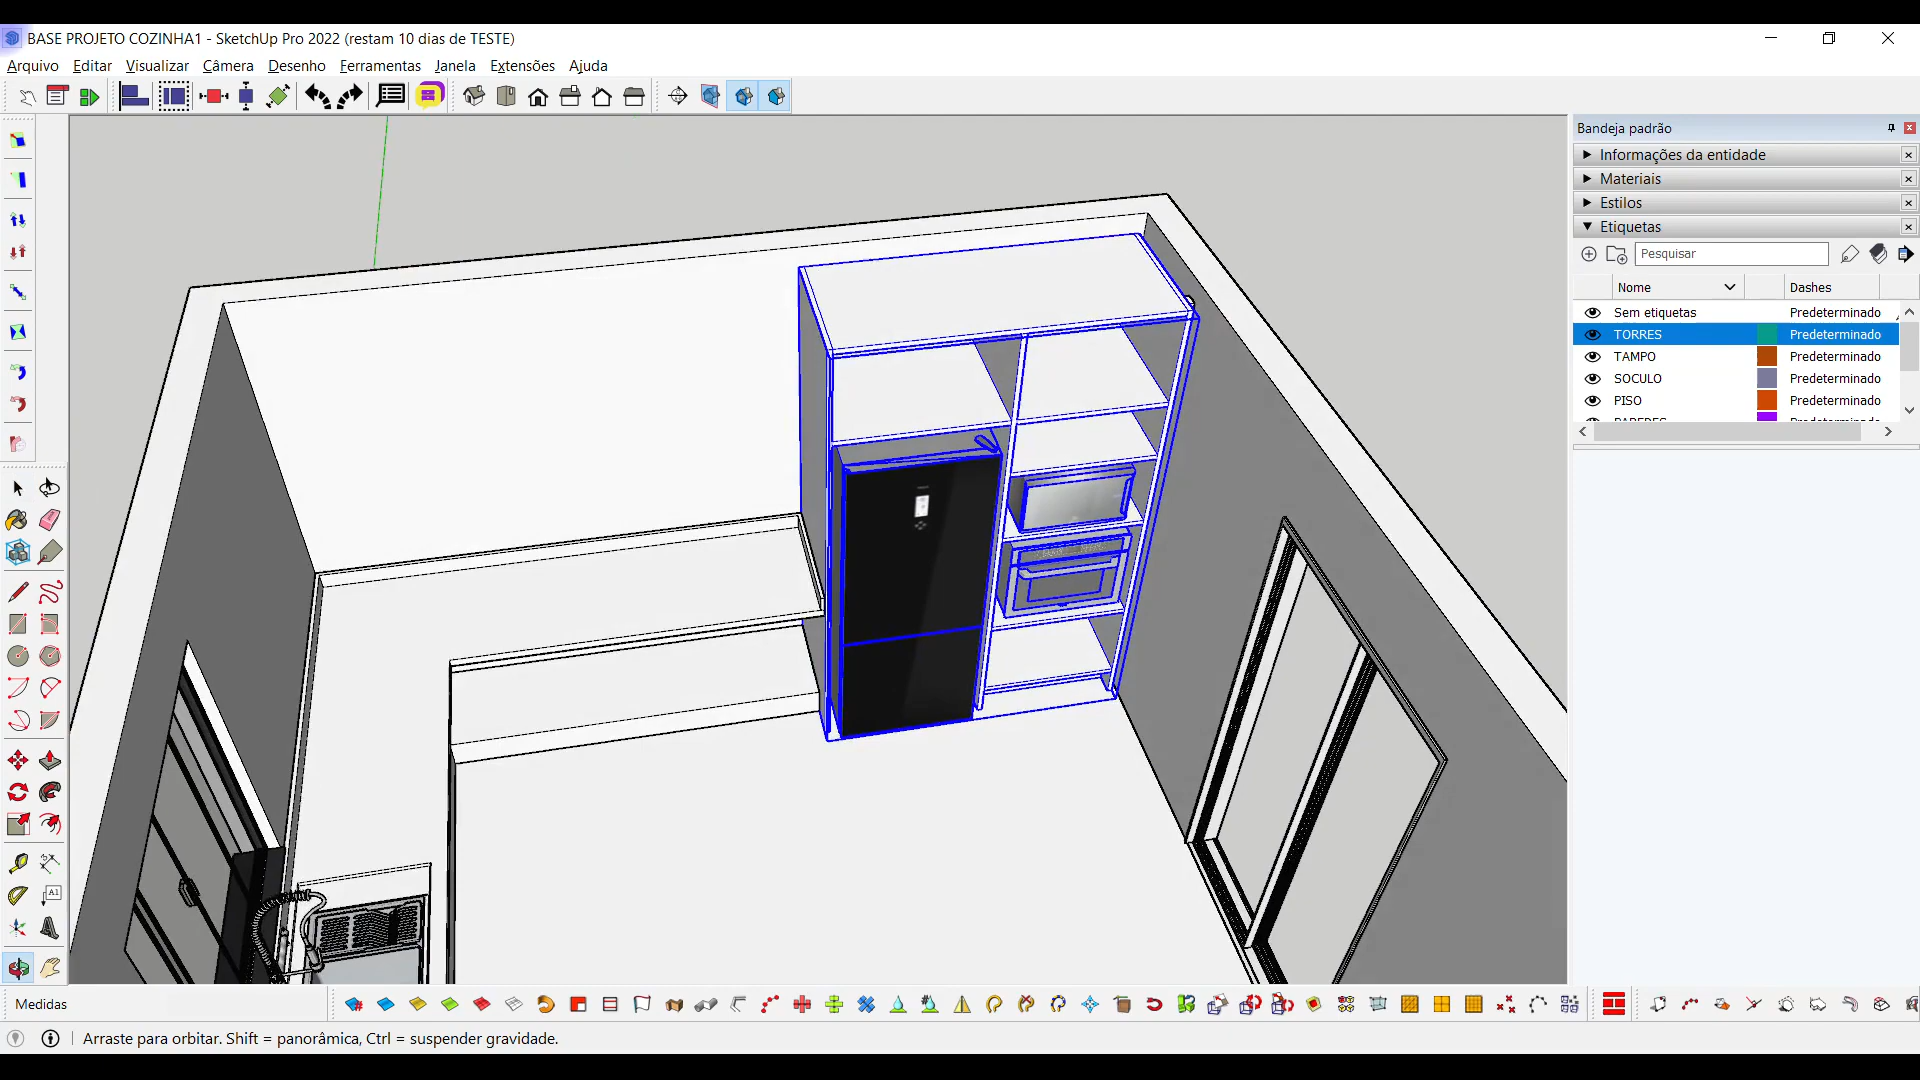 BASE PROJETO COZINHA1 - SketchUp Pro 2022 (restam 10 dias de TESTE)
Arquivo Editar Visualizar Câmera Desenho Ferramentas Janela Extensões Ajuda
Bandeja padrão
Informações da entidade
Materiais
Estilos
Etiquetas
Pesquisar
Nome Dashes
Sem etiquetas Predeterminado
TORRES Predeterminado
TAMPO Predeterminado
SOCULO Predeterminado
PISO Predeterminado
A1
Medidas
Arraste para orbitar. Shift = panorâmica, Ctrl = suspender gravidade.